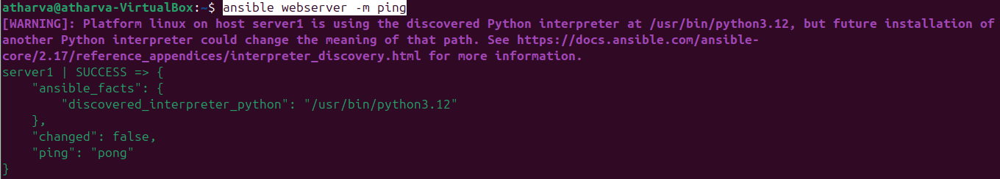 atharva@atharva-VirtualBox:~$ ansible webserver -m ping
[WARNING]: Platform linux on host server1 is using the discovered Python interpreter at /usr/bin/python3.12, but future installation of
another Python interpreter could change the meaning of that path. See https://docs.ansible.com/ansible-
core/2.17/reference_appendices/interpreter_discovery.html for more information.
server1 | SUCCESS => {
    "ansible_facts": {
        "discovered_interpreter_python": "/usr/bin/python3.12"
    },
    "changed": false,
    "ping": "pong"
}